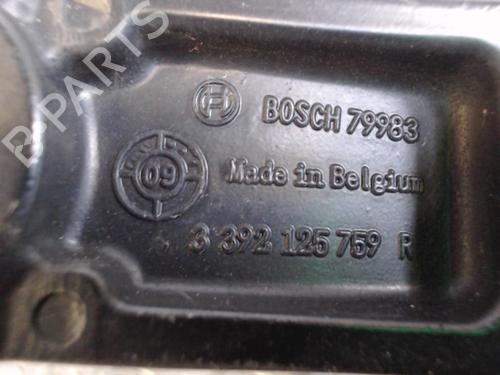 B-PARTS
BOSCH 79983
09
Made in Belgium
3 392 125 759 R